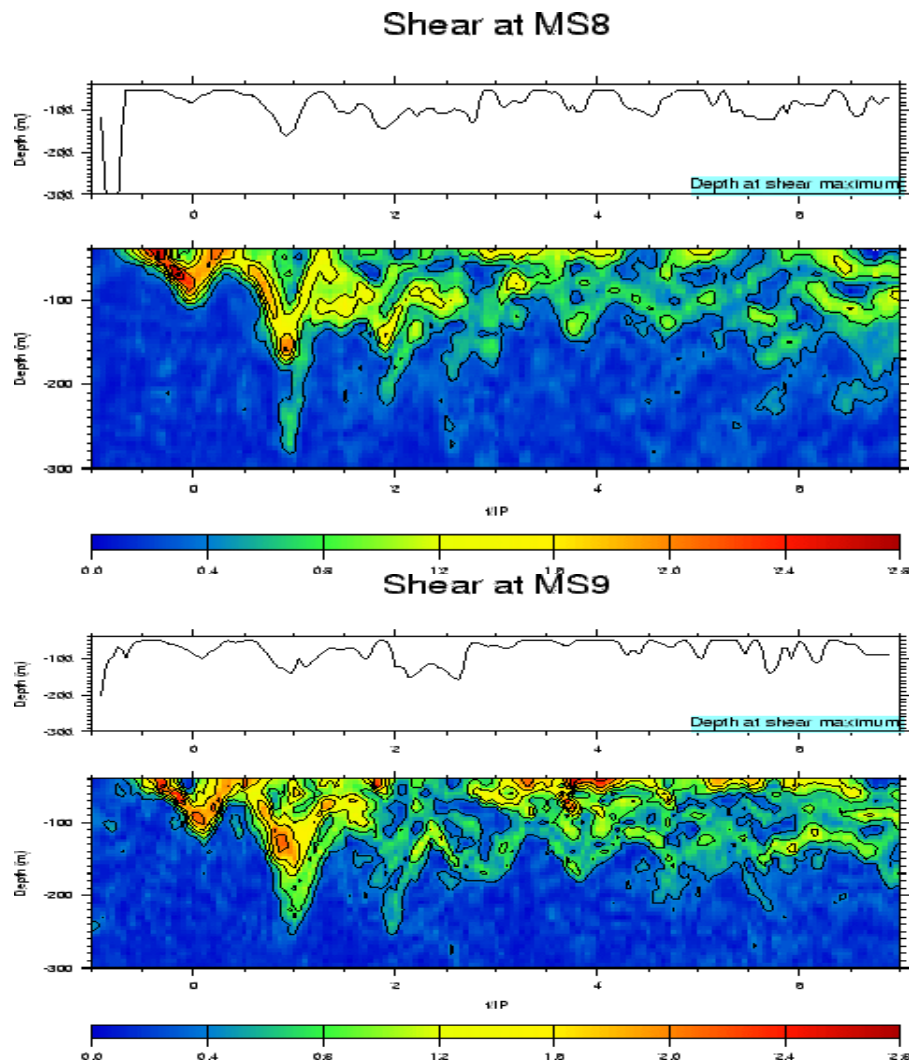 Shear at MS8
-100.
-200.
-300.
Depth (m)
Depth at shear maximum
0 2 4 6
-100
-200
-300
Depth (m)
0 2 4 6
t/IP
0.0 0.4 0.8 1.2 1.6 2.0 2.4 2.8
Shear at MS9
-100.
-200.
-300.
Depth (m)
Depth at shear maximum
0 2 4 6
-100
-200
-300
Depth (m)
0 2 4 6
t/IP
0.0 0.4 0.8 1.2 1.6 2.0 2.4 2.8